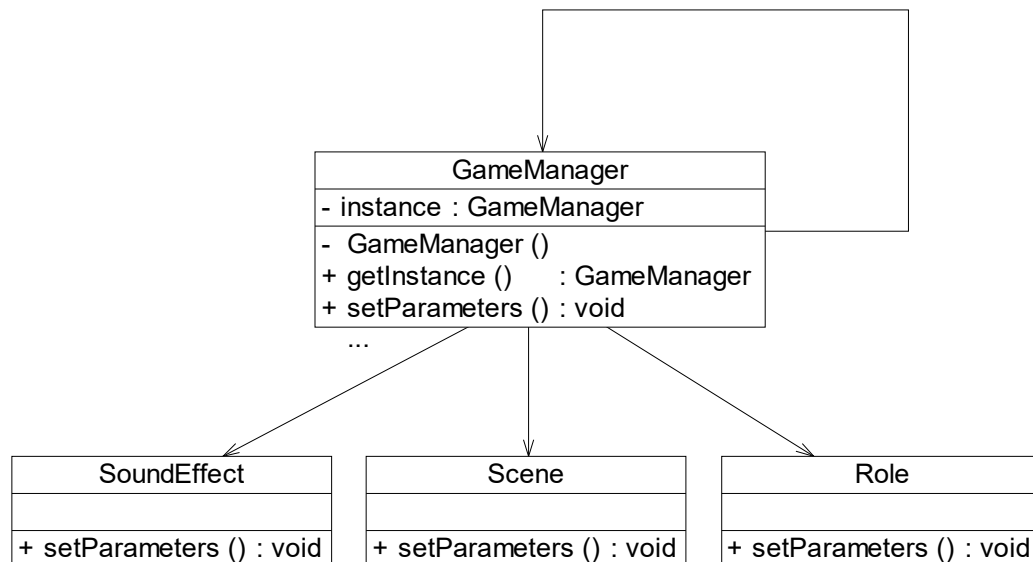 GameManager
- instance : GameManager
- GameManager ()
+ getInstance () : GameManager
+ setParameters () : void
...
SoundEffect
+ setParameters () : void
Scene
+ setParameters () : void
Role
+ setParameters () : void